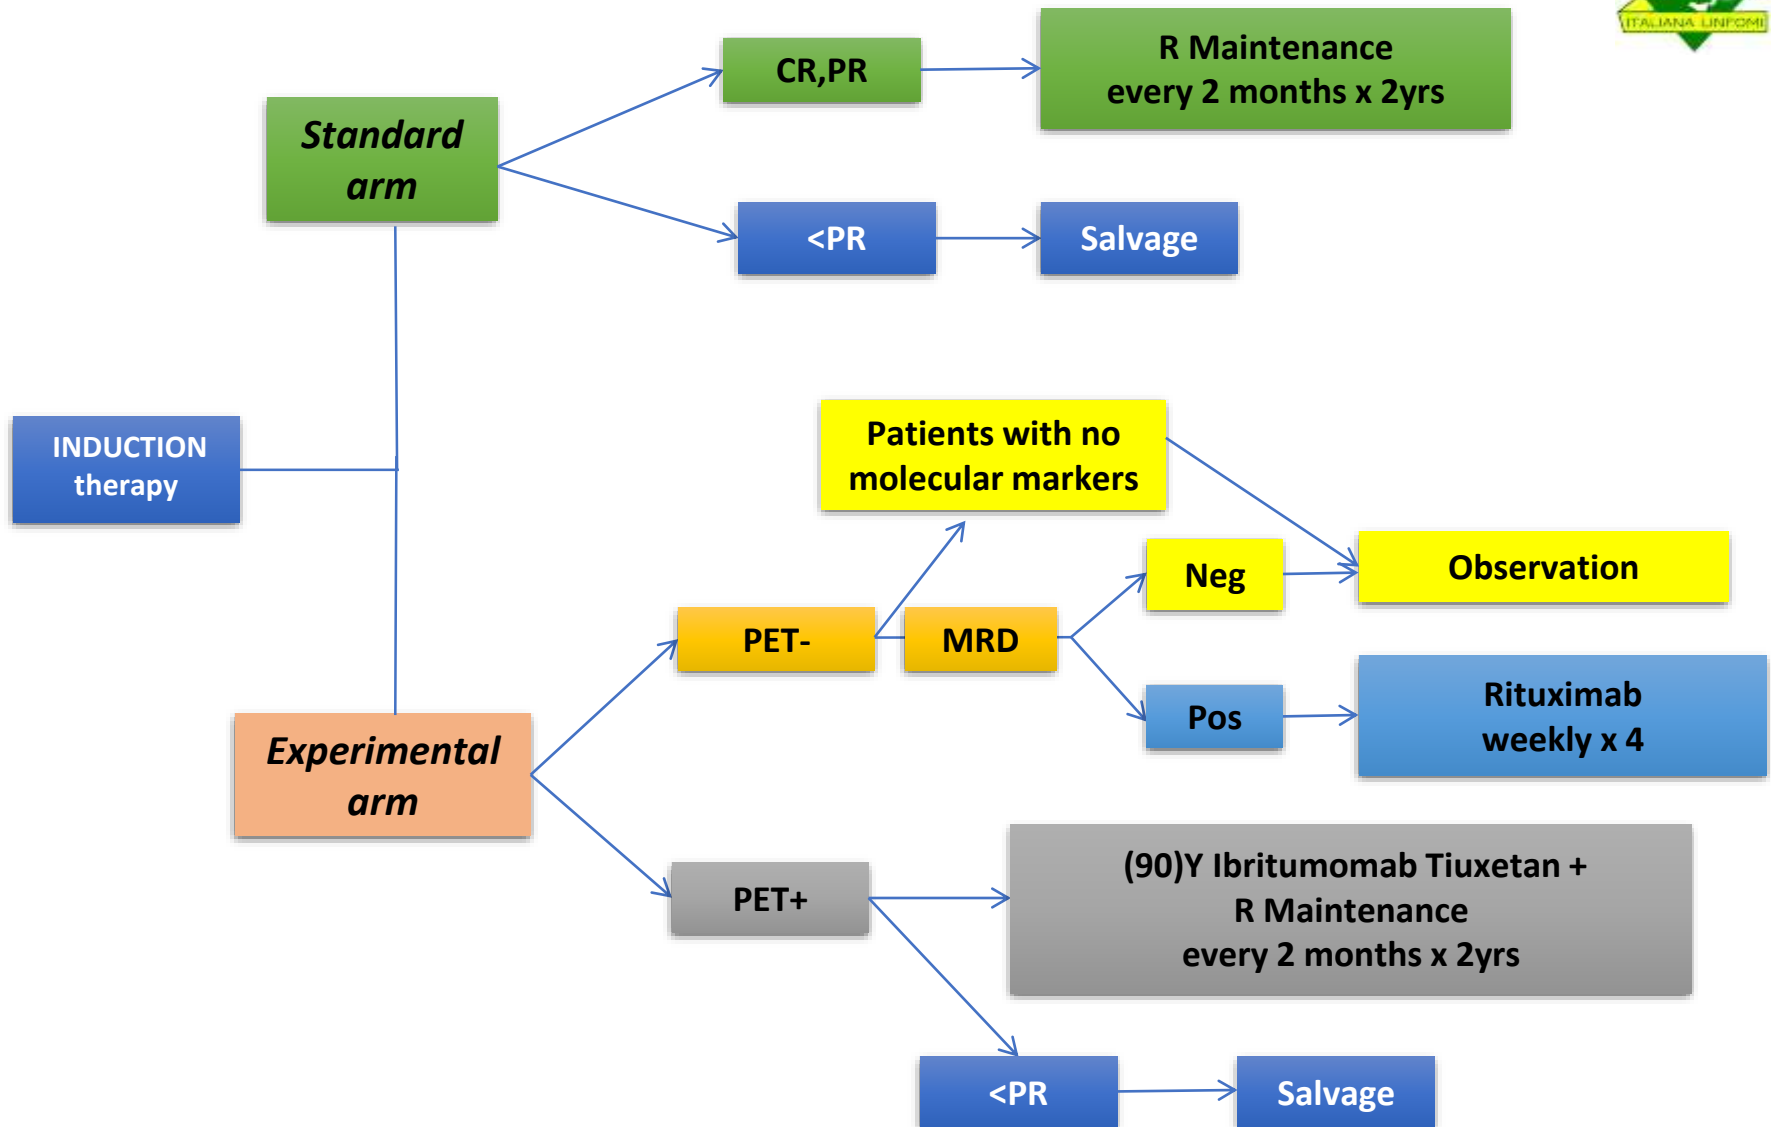 ITALIANA LINFOMI
CR,PR
R Maintenance
every 2 months x 2yrs
Standard
arm
<PR
Salvage
INDUCTION
therapy
Patients with no
molecular markers
Neg
Observation
PET-
MRD
Pos
Rituximab
weekly x 4
Experimental
arm
PET+
(90)Y Ibritumomab Tiuxetan +
R Maintenance
every 2 months x 2yrs
<PR
Salvage